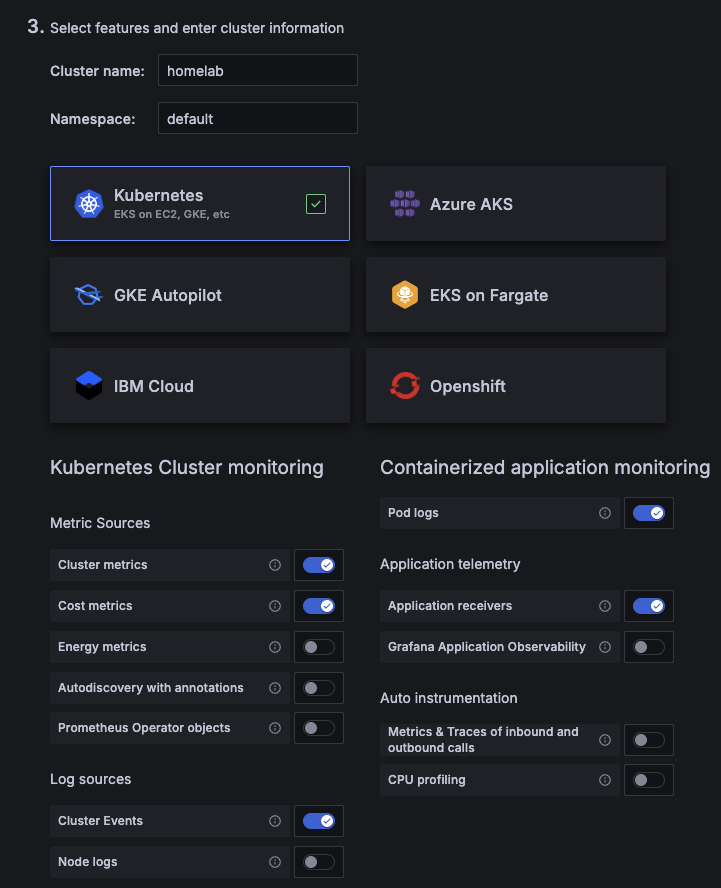 3. Select features and enter cluster information
Cluster name: homelab
Namespace: default
Kubernetes
EKS on EC2, GKE, etc
Azure AKS
GKE Autopilot
EKS on Fargate
IBM Cloud
Openshift
Kubernetes Cluster monitoring
Metric Sources
Cluster metrics
Cost metrics
Energy metrics
Autodiscovery with annotations
Prometheus Operator objects
Log sources
Cluster Events
Node logs
Containerized application monitoring
Pod logs
Application telemetry
Application receivers
Grafana Application Observability
Auto instrumentation
Metrics & Traces of inbound and
outbound calls
CPU profiling